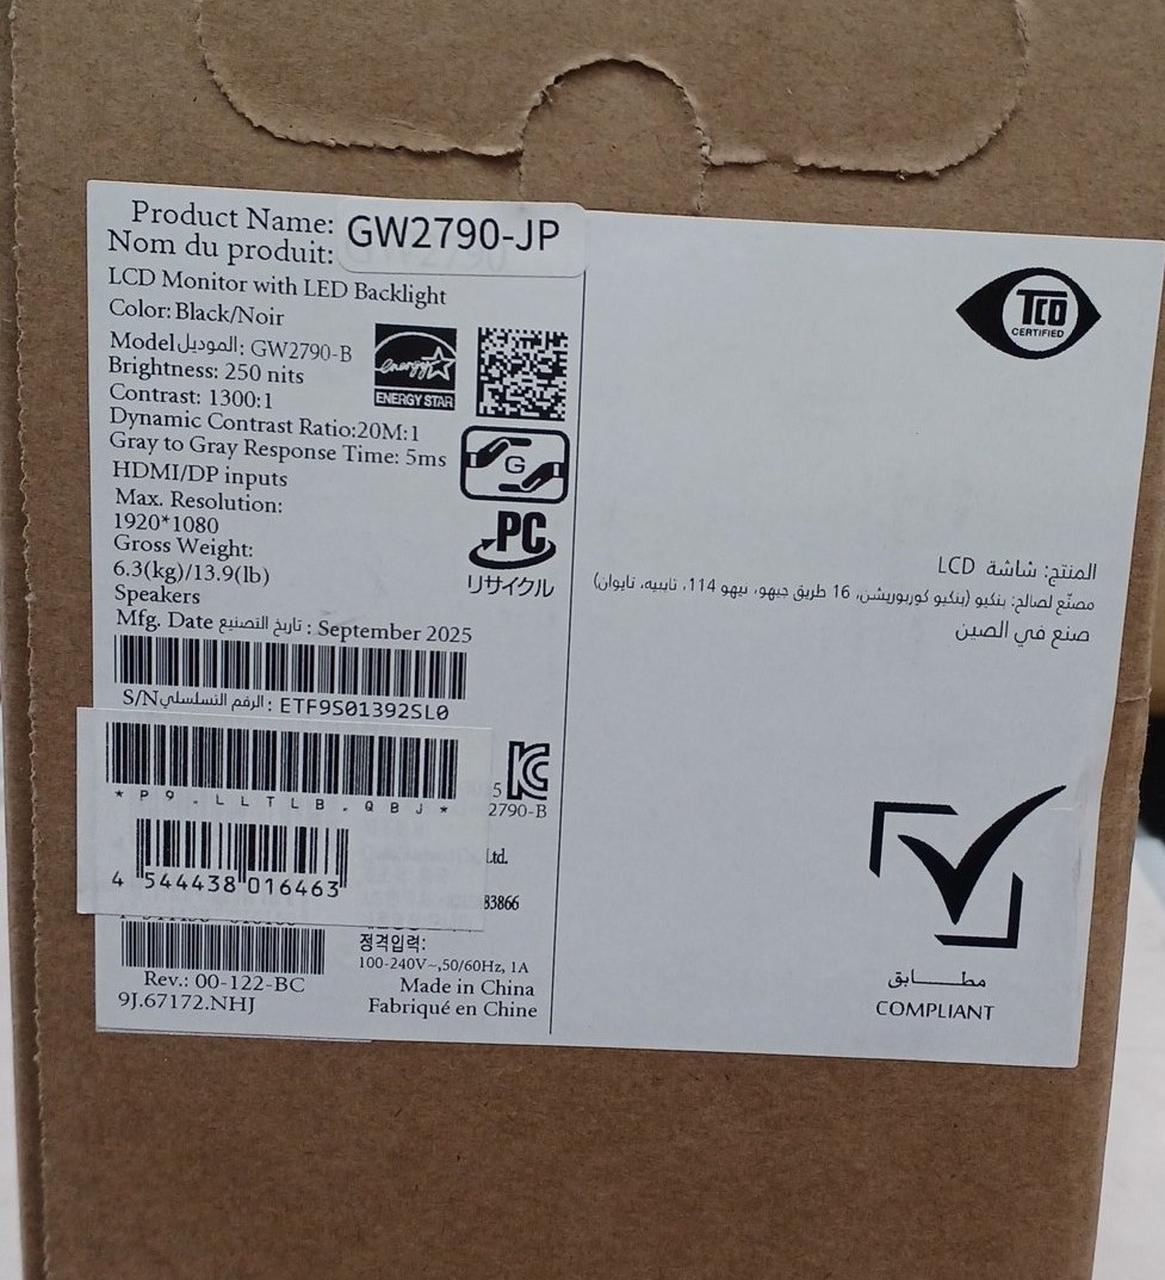 Product Name:
Nom du produit:
GW2790-JP
LCD Monitor with LED Backlight
Color: Black/Noir
Model الموديل: GW2790-B
Brightness: 250 nits
Contrast: 1300:1
Dynamic Contrast Ratio:20M:1
Gray to Gray Response Time: 5ms
HDMI/DP inputs
Max. Resolution:
1920*1080
Gross Weight:
6.3(kg)/13.9(lb)
Speakers
Mfg. Date تاريخ التصنيع : September 2025
S/N الرقم التسلسلي : ETF9S01392SL0
energy
ENERGY STAR
G
PC
リサイクル
*P9.LLTLB.QBJ*
4 544438 016463
5
2790-B
Ltd.
83866
정격입력:
100-240V~,50/60Hz, 1A
Rev.: 00-122-BC
Made in China
9J.67172.NHJ
Fabriqué en Chine
TCO
CERTIFIED
المنتج: شاشة LCD
مصنّع لصالح: بنكيو (بنكيو كوربوريشن، 16 طريق جيهو، نيهو 114، تايبيه، تايوان)
صنع في الصين
مطابق
COMPLIANT